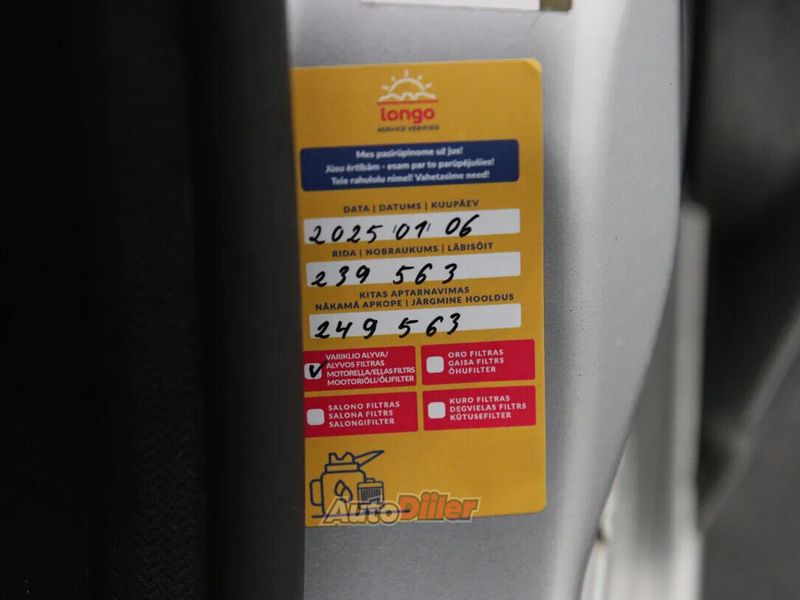 longo
SERVICE VERIFIED
Mes pasirūpinome už jus!
Jūsu ērtībām - esam par to parūpējušies!
Teie rahulolu nimel! Vahetasime need!
DATA | DATUMS | KUUPÄEV
2025 01 06
RIDA | NOBRAUKUMS | LÄBISÕIT
239 563
KITAS APTARNAVIMAS
NĀKAMĀ APKOPE | JÄRGMINE HOOLDUS
249 563
VARIKLIO ALYVA/
ALYVOS FILTRAS
MOTOREĻĻA/EĻĻAS FILTRS
MOOTORIÕLI/ÕLIFILTER
ORO FILTRAS
GAISA FILTRS
ÕHUFILTER
SALONO FILTRAS
SALONA FILTRS
SALONGIFILTER
KURO FILTRAS
DEGVIELAS FILTRS
KÜTUSEFILTER
AutoDiiler